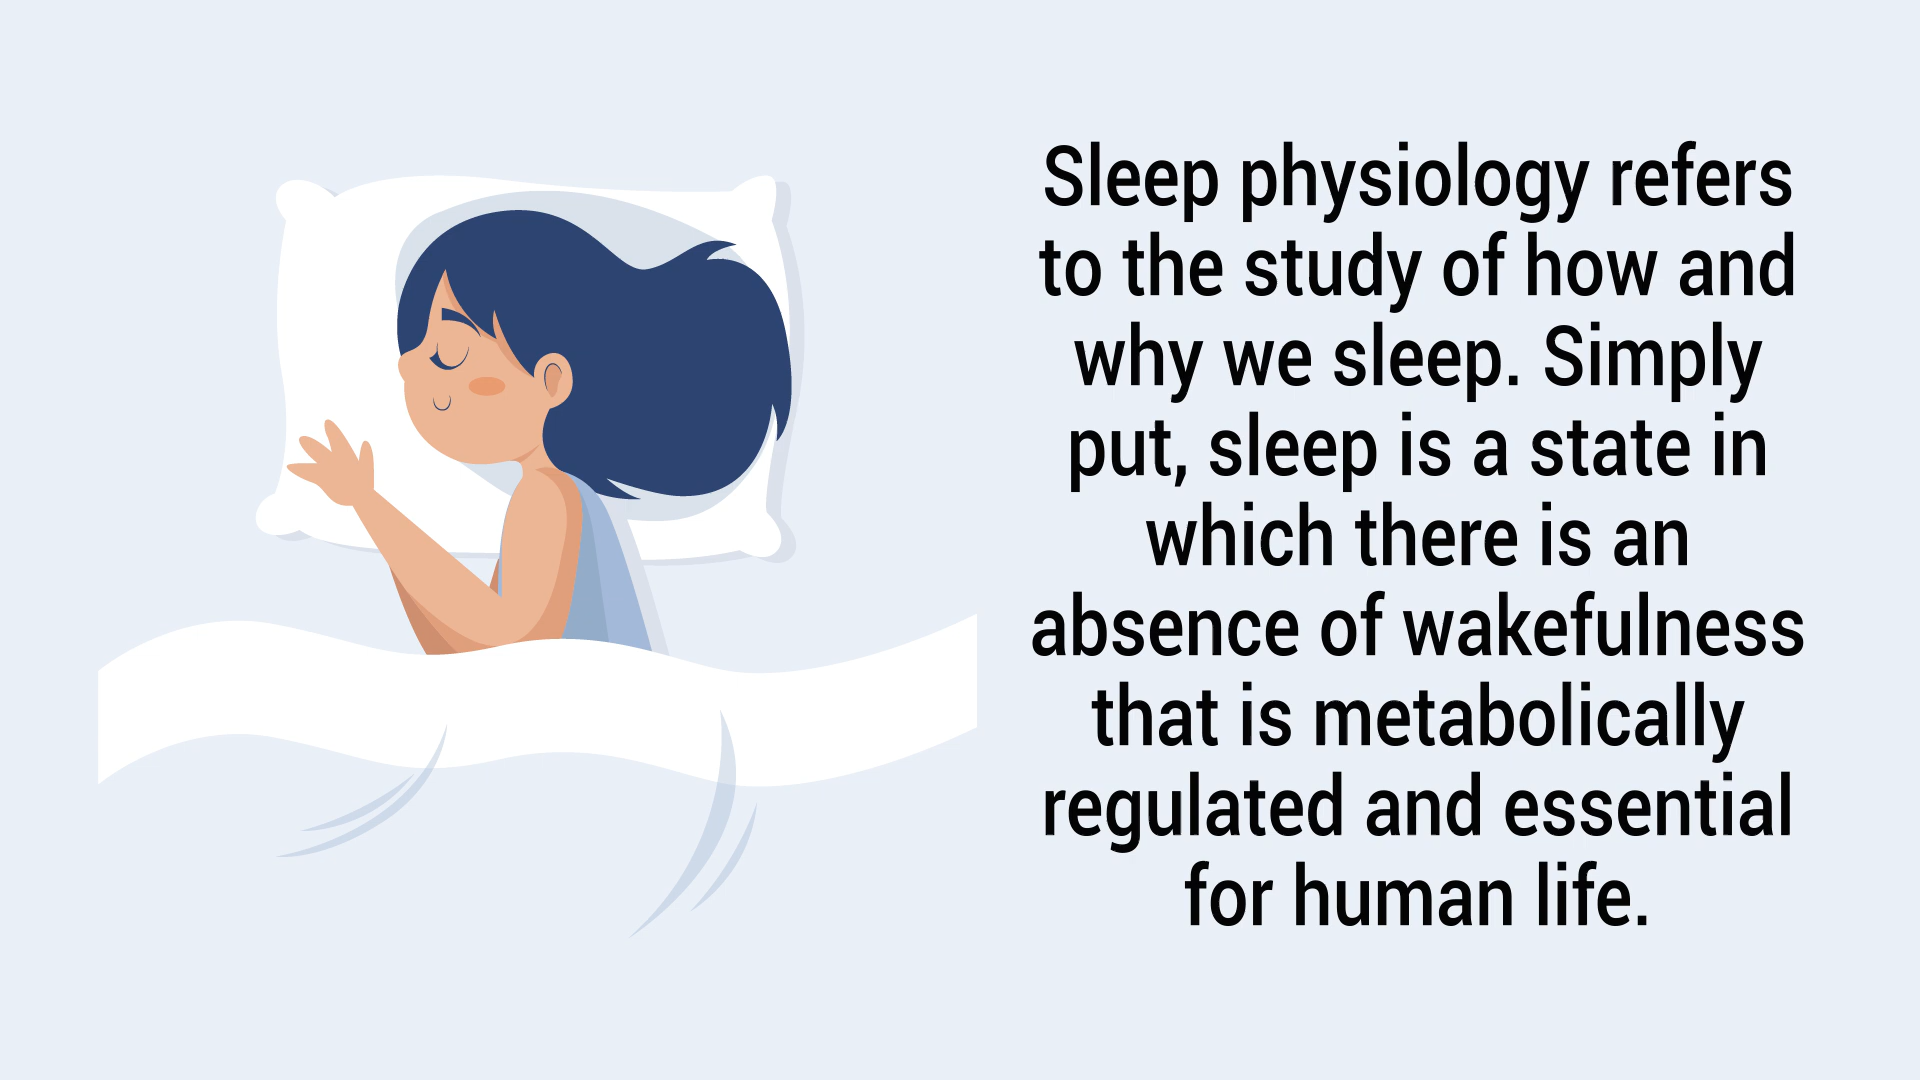 Sleep physiology refers
to the study of how and
why we sleep. Simply
put, sleep is a state in
which there is an
absence of wakefulness
that is metabolically
regulated and essential
for human life.